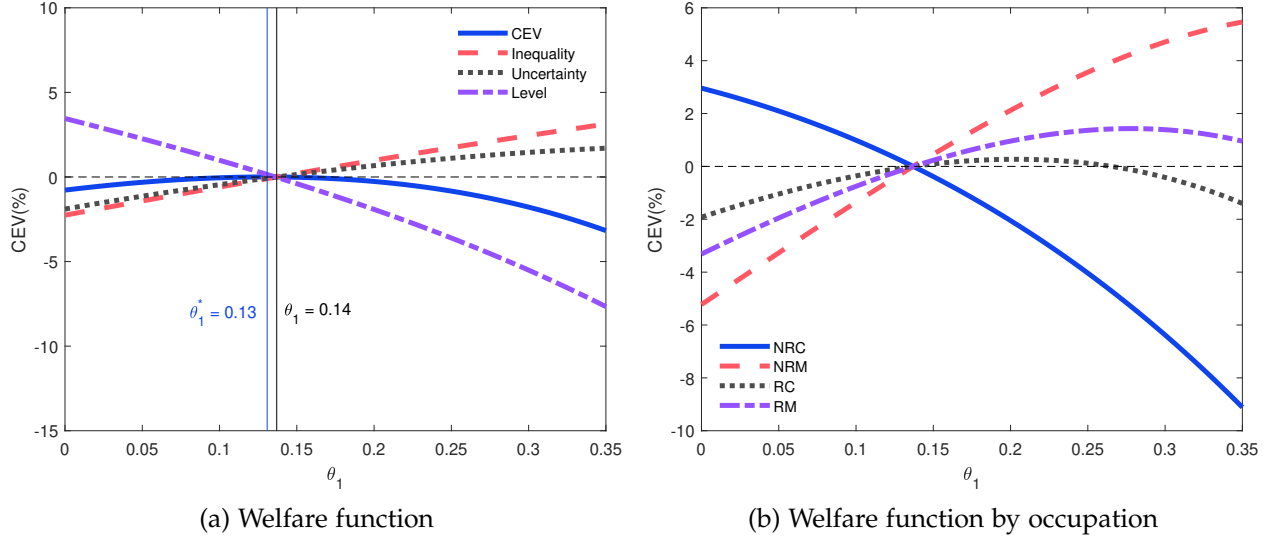 10
5
0
-5
-10
-15
CEV(%)
CEV
Inequality
Uncertainty
Level
θ₁* = 0.13
θ₁ = 0.14
0 0.05 0.1 0.15 0.2 0.25 0.3 0.35
θ₁
(a) Welfare function
6
4
2
0
-2
-4
-6
-8
-10
CEV(%)
NRC
NRM
RC
RM
0 0.05 0.1 0.15 0.2 0.25 0.3 0.35
θ₁
(b) Welfare function by occupation